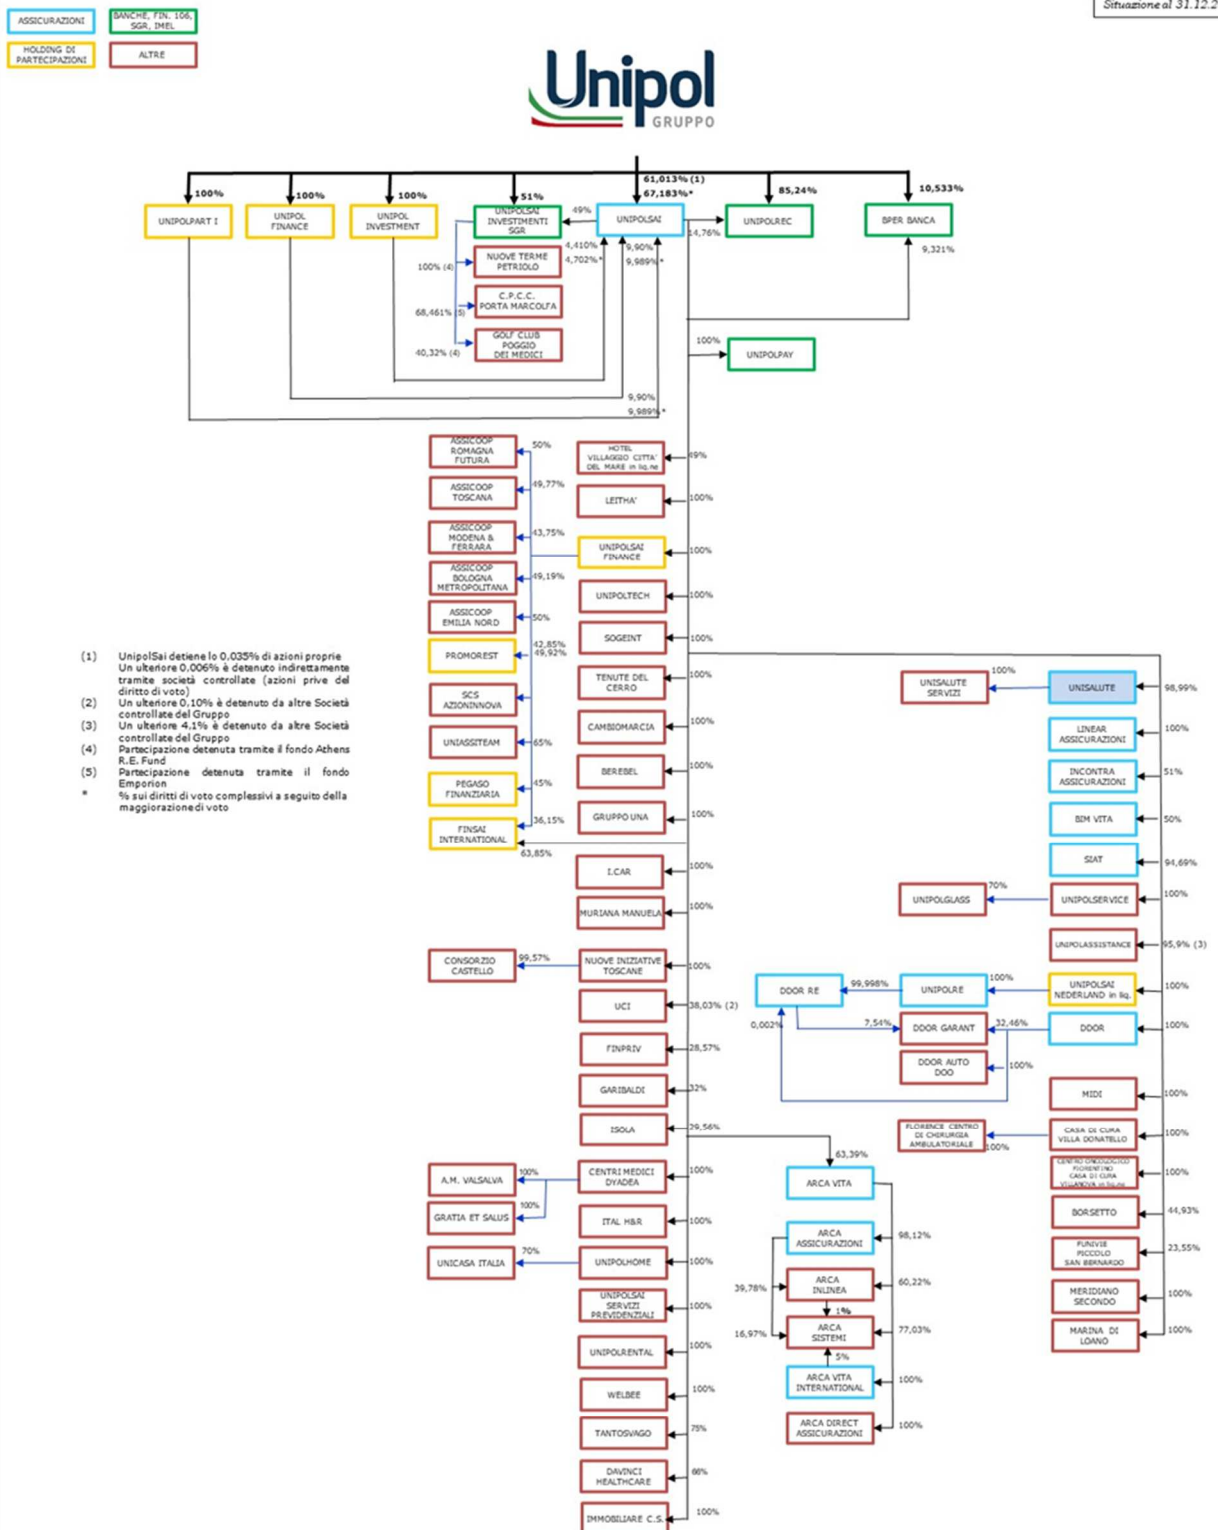 Situazione al 31.12.2
ASSICURAZIONI
BANCHE, FIN. 106,
SGR, IMEL
HOLDING DI
PARTECIPAZIONI
ALTRE
Unipol
GRUPPO
100%
100%
100%
51%
61,013% (1)
67,183%*
85,24%
10,533%
UNIPOLPART I
UNIPOL
FINANCE
UNIPOL
INVESTMENT
UNIPOLSAI
INVESTIMENTI
SGR
49%
UNIPOLSAI
14,76%
UNIPOLREC
BPER BANCA
9,321%
100% (4)
NUOVE TERME
PETRIOLO
4,410%
4,702%*
9,90%
9,989%*
68,461% (5)
C.P.C.C.
PORTA MARCOLFA
40,32% (4)
GOLF CLUB
POGGIO
DEI MEDICI
100%
UNIPOLPAY
9,90%
9,989%*
ASSICOOP
ROMAGNA
FUTURA
50%
ASSICOOP
TOSCANA
49,77%
ASSICOOP
MODENA &
FERRARA
43,75%
ASSICOOP
BOLOGNA
METROPOLITANA
49,19%
ASSICOOP
EMILIA NORD
50%
PROMOREST
42,85%
49,92%
SCS
AZIONINNOVA
UNIASSITEAM
65%
PEGASO
FINANZIARIA
45%
FINSAI
INTERNATIONAL
36,15%
63,85%
HOTEL
VILLAGGIO CITTA'
DEL MARE in liq.ne
49%
LEITHA'
100%
UNIPOLSAI
FINANCE
100%
UNIPOLTECH
100%
SOGEINT
100%
TENUTE DEL
CERRO
100%
CAMBIOMARCIA
100%
BEREBEL
100%
GRUPPO UNA
100%
I.CAR
100%
MURIANA MANUELA
100%
CONSORZIO
CASTELLO
99,57%
NUOVE INIZIATIVE
TOSCANE
100%
UCI
38,03% (2)
FINPRIV
28,57%
GARIBALDI
32%
ISOLA
29,56%
A.M. VALSALVA
100%
GRATIA ET SALUS
100%
CENTRI MEDICI
DYADEA
100%
ITAL H&R
100%
UNICASA ITALIA
70%
UNIPOLHOME
100%
UNIPOLSAI
SERVIZI
PREVIDENZIALI
100%
UNIPOLRENTAL
100%
WELBEE
100%
TANTOSVAGO
75%
DAVINCI
HEALTHCARE
66%
IMMOBILIARE C.S.
100%
(1) UnipolSai detiene lo 0,035% di azioni proprie
Un ulteriore 0,006% è detenuto indirettamente
tramite società controllate (azioni prive del
diritto di voto)
(2) Un ulteriore 0,10% è detenuto da altre Società
controllate del Gruppo
(3) Un ulteriore 4,1% è detenuto da altre Società
controllate del Gruppo
(4) Partecipazione detenuta tramite il fondo Athens
R.E. Fund
(5) Partecipazione detenuta tramite il fondo
Emporion
* % sui diritti di voto complessivi a seguito della
maggiorazione di voto
UNISALUTE
SERVIZI
100%
UNISALUTE
98,99%
LINEAR
ASSICURAZIONI
100%
INCONTRA
ASSICURAZIONI
51%
BIM VITA
50%
SIAT
94,69%
UNIPOLGLASS
70%
UNIPOLSERVICE
100%
UNIPOLASSISTANCE
95,9% (3)
DDOR RE
99,998%
UNIPOLRE
100%
UNIPOLSAI
NEDERLAND in liq.
100%
0,002%
7,54%
DDOR GARANT
32,46%
DDOR
100%
DDOR AUTO
DOO
100%
MIDI
100%
FLORENCE CENTRO
DI CHIRURGIA
AMBULATORIALE
100%
CASA DI CURA
VILLA DONATELLO
100%
CENTRO ONCOLOGICO
FIORENTINO
CASA DI CURA
VILLANOVA in liq.ne
100%
BORSETTO
44,93%
FUNIVIE
PICCOLO
SAN BERNARDO
23,55%
MERIDIANO
SECONDO
100%
MARINA DI
LOANO
100%
63,39%
ARCA VITA
ARCA
ASSICURAZIONI
98,12%
39,78%
ARCA
INLINEA
60,22%
1%
16,97%
ARCA
SISTEMI
77,03%
5%
ARCA VITA
INTERNATIONAL
100%
ARCA DIRECT
ASSICURAZIONI
100%